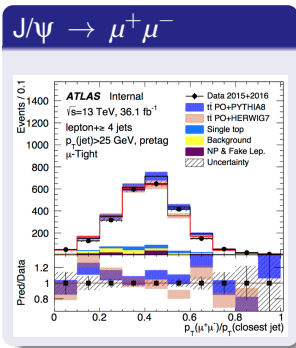 J/ψ → μ⁺μ⁻
Events / 0.1
1400
1200
1000
800
600
400
200
ATLAS Internal
√s=13 TeV, 36.1 fb⁻¹
lepton+≥ 4 jets
p_T(jet)>25 GeV, pretag
μ-Tight
Data 2015+2016
tt̄ PO+PYTHIA8
tt̄ PO+HERWIG7
Single top
Background
NP & Fake Lep.
Uncertainty
Pred/Data
1.2
1
0.8
0 0.2 0.4 0.6 0.8 1
p_T(μ⁺μ⁻)/p_T(closest jet)